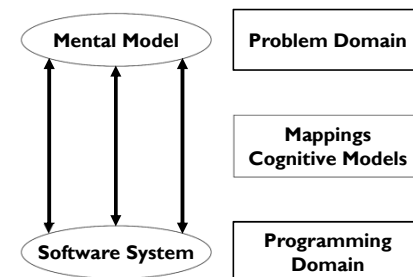 Mental Model
Problem Domain
Mappings
Cognitive Models
Software System
Programming
Domain